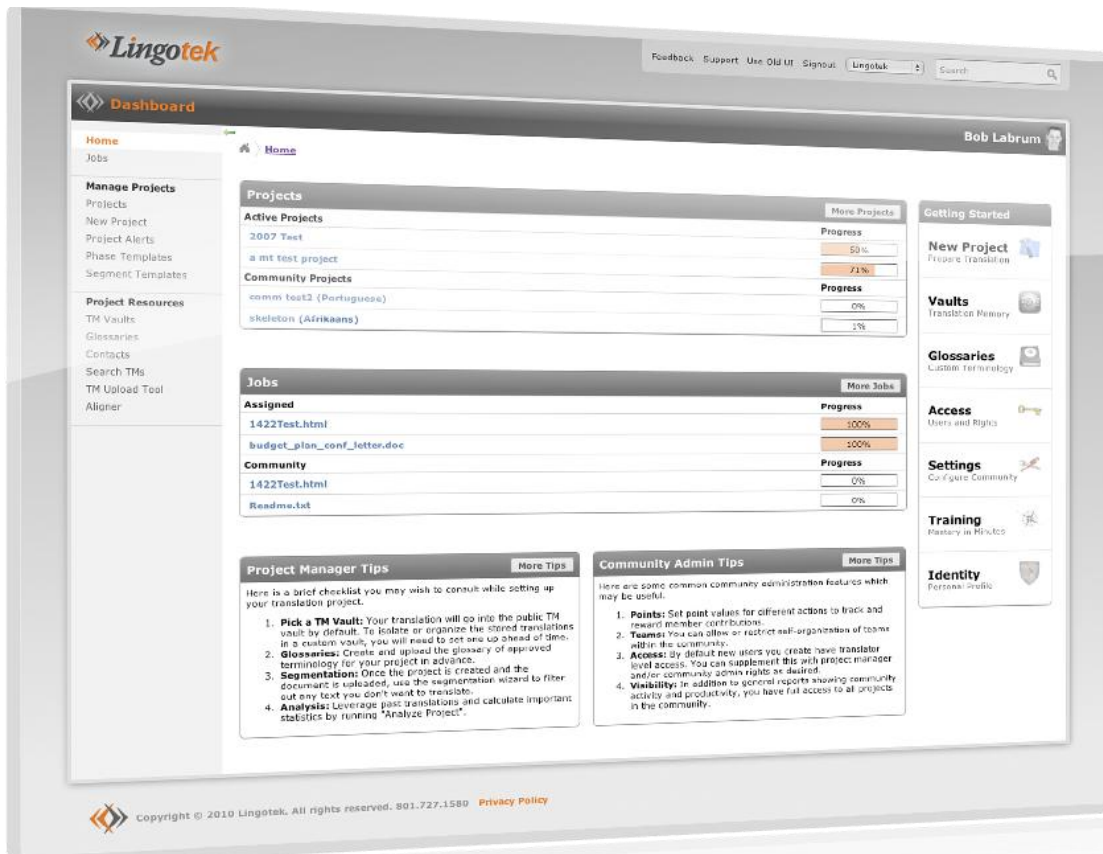 Lingotek
Feedback Support Use Old UI Signout Lingotek Search
Dashboard
Bob Labrum
Home
Jobs
Manage Projects
Projects
New Project
Project Alerts
Phase Templates
Segment Templates
Project Resources
TM Vaults
Glossaries
Contacts
Search TMs
TM Upload Tool
Aligner
Home
Projects More Projects
Active Projects Progress
2007 Test 50%
a mt test project 71%
Community Projects Progress
comm test2 (Portuguese) 0%
skeleton (Afrikaans) 1%
Jobs More Jobs
Assigned Progress
1422Test.html 100%
budget_plan_conf_letter.doc 100%
Community Progress
1422Test.html 0%
Readme.txt 0%
Project Manager Tips More Tips
Here is a brief checklist you may wish to consult while setting up
your translation project.
1. Pick a TM Vault: Your translation will go into the public TM
vault by default. To isolate or organize the stored translations
in a custom vault, you will need to set one up ahead of time.
2. Glossaries: Create and upload the glossary of approved
terminology for your project in advance.
3. Segmentation: Once the project is created and the
document is uploaded, use the segmentation wizard to filter
out any text you don't want to translate.
4. Analysis: Leverage past translations and calculate important
statistics by running "Analyze Project".
Community Admin Tips More Tips
Here are some common community administration features which
may be useful.
1. Points: Set point values for different actions to track and
reward member contributions.
2. Teams: You can allow or restrict self-organization of teams
within the community.
3. Access: By default new users you create have translator
level access. You can supplement this with project manager
and/or community admin rights as desired.
4. Visibility: In addition to general reports showing community
activity and productivity, you have full access to all projects
in the community.
Getting Started
New Project
Prepare Translation
Vaults
Translation Memory
Glossaries
Custom Terminology
Access
Users and Rights
Settings
Configure Community
Training
Mastery in Minutes
Identity
Personal Profile
Copyright © 2010 Lingotek. All rights reserved. 801.727.1580 Privacy Policy